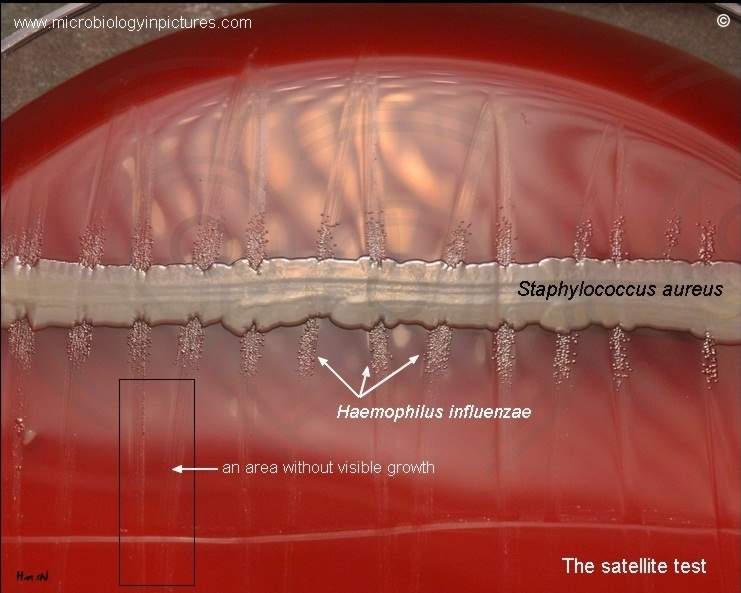 www.microbiologyinpictures.com ©
Staphylococcus aureus
Haemophilus influenzae
an area without visible growth
The satellite test